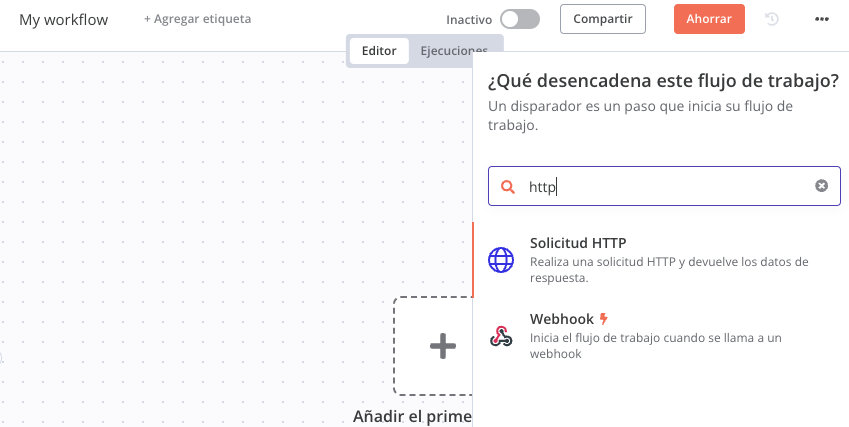 My workflow
+ Agregar etiqueta
Inactivo
Compartir
Ahorrar
Editor
Ejecuciones
¿Qué desencadena este flujo de trabajo?
Un disparador es un paso que inicia su flujo de
trabajo.
http
Solicitud HTTP
Realiza una solicitud HTTP y devuelve los datos de
respuesta.
Webhook
Inicia el flujo de trabajo cuando se llama a un
webhook
Añadir el prime